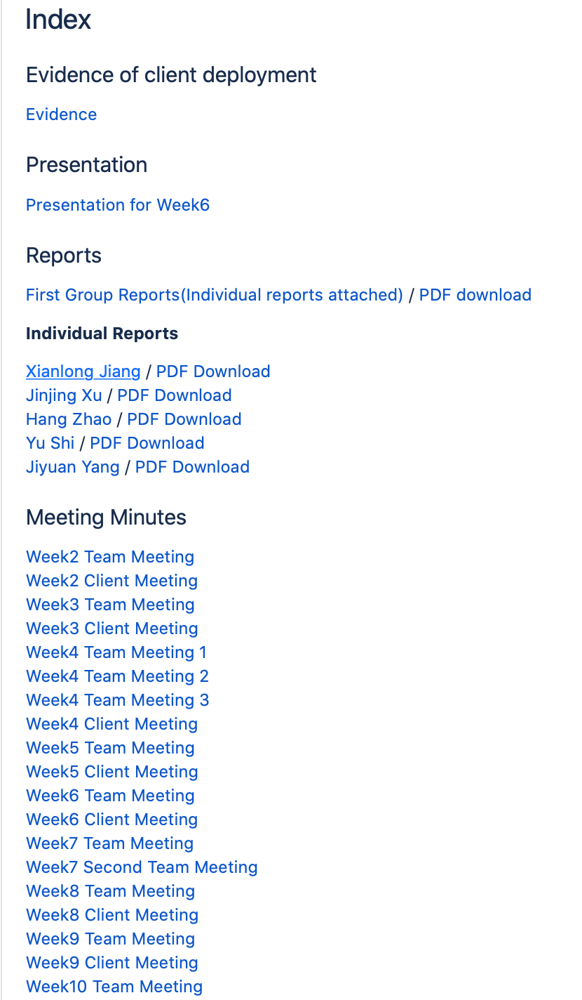 Index
Evidence of client deployment
Evidence
Presentation
Presentation for Week6
Reports
First Group Reports(Individual reports attached) / PDF download
Individual Reports
Xianlong Jiang / PDF Download
Jinjing Xu / PDF Download
Hang Zhao / PDF Download
Yu Shi / PDF Download
Jiyuan Yang / PDF Download
Meeting Minutes
Week2 Team Meeting
Week2 Client Meeting
Week3 Team Meeting
Week3 Client Meeting
Week4 Team Meeting 1
Week4 Team Meeting 2
Week4 Team Meeting 3
Week4 Client Meeting
Week5 Team Meeting
Week5 Client Meeting
Week6 Team Meeting
Week6 Client Meeting
Week7 Team Meeting
Week7 Second Team Meeting
Week8 Team Meeting
Week8 Client Meeting
Week9 Team Meeting
Week9 Client Meeting
Week10 Team Meeting